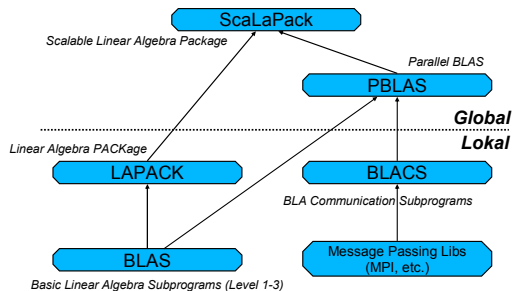 ScaLaPack
Scalable Linear Algebra Package
Parallel BLAS
PBLAS
Global
Lokal
Linear Algebra PACKage
LAPACK
BLACS
BLA Communication Subprograms
BLAS
Message Passing Libs
(MPI, etc.)
Basic Linear Algebra Subprograms (Level 1-3)